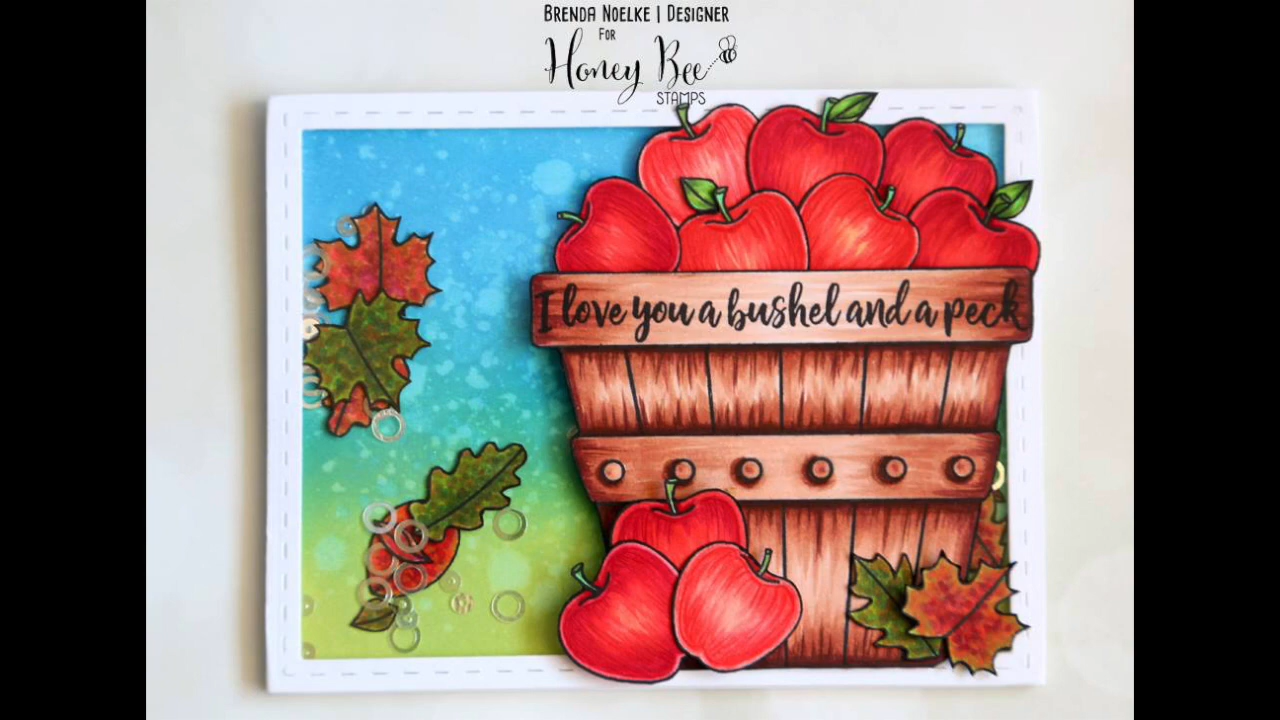 BRENDA NOELKE | DESIGNER
FOR
Honey Bee
STAMPS
I love you a bushel and a peck